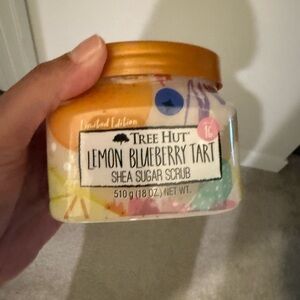 Limited Edition
TREE HUT
LEMON BLUEBERRY TART
SHEA SUGAR SCRUB
510 g (18 OZ.) NET WT.